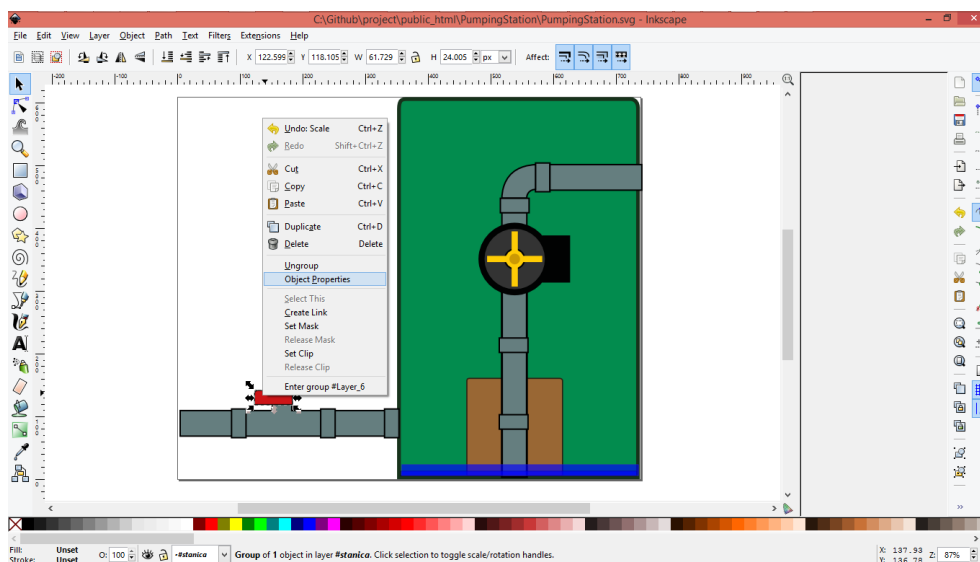 C:\Github\project\public_html\PumpingStation\PumpingStation.svg - Inkscape
File Edit View Layer Object Path Text Filters Extensions Help
X 122.599 Y 118.105 W 61.729 H 24.005 px Affect:
Undo: Scale Ctrl+Z
Redo Shift+Ctrl+Z
Cut Ctrl+X
Copy Ctrl+C
Paste Ctrl+V
Duplicate Ctrl+D
Delete Delete
Ungroup
Object Properties
Select This
Create Link
Set Mask
Release Mask
Set Clip
Release Clip
Enter group #Layer_6
Fill: Unset
Stroke: Unset
O: 100
#stanica
Group of 1 object in layer #stanica. Click selection to toggle scale/rotation handles.
X: 137.93
Y: 136.78
Z: 87%